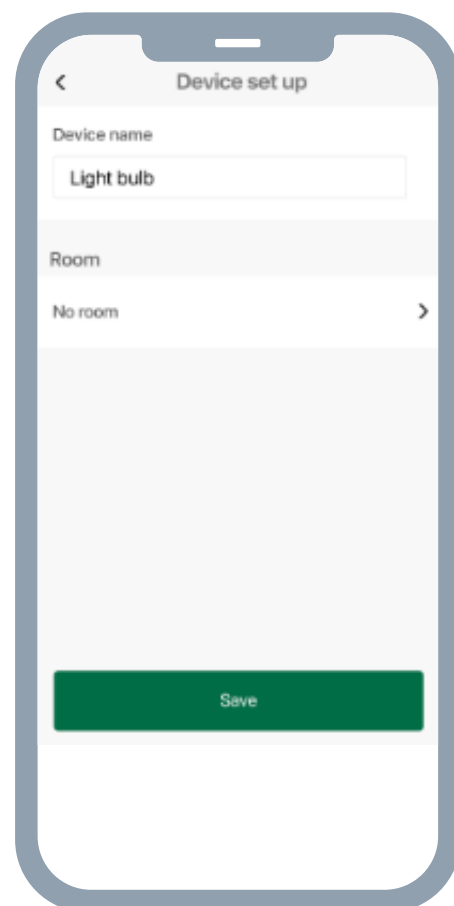 Device set up
Device name
Light bulb
Room
No room
Save